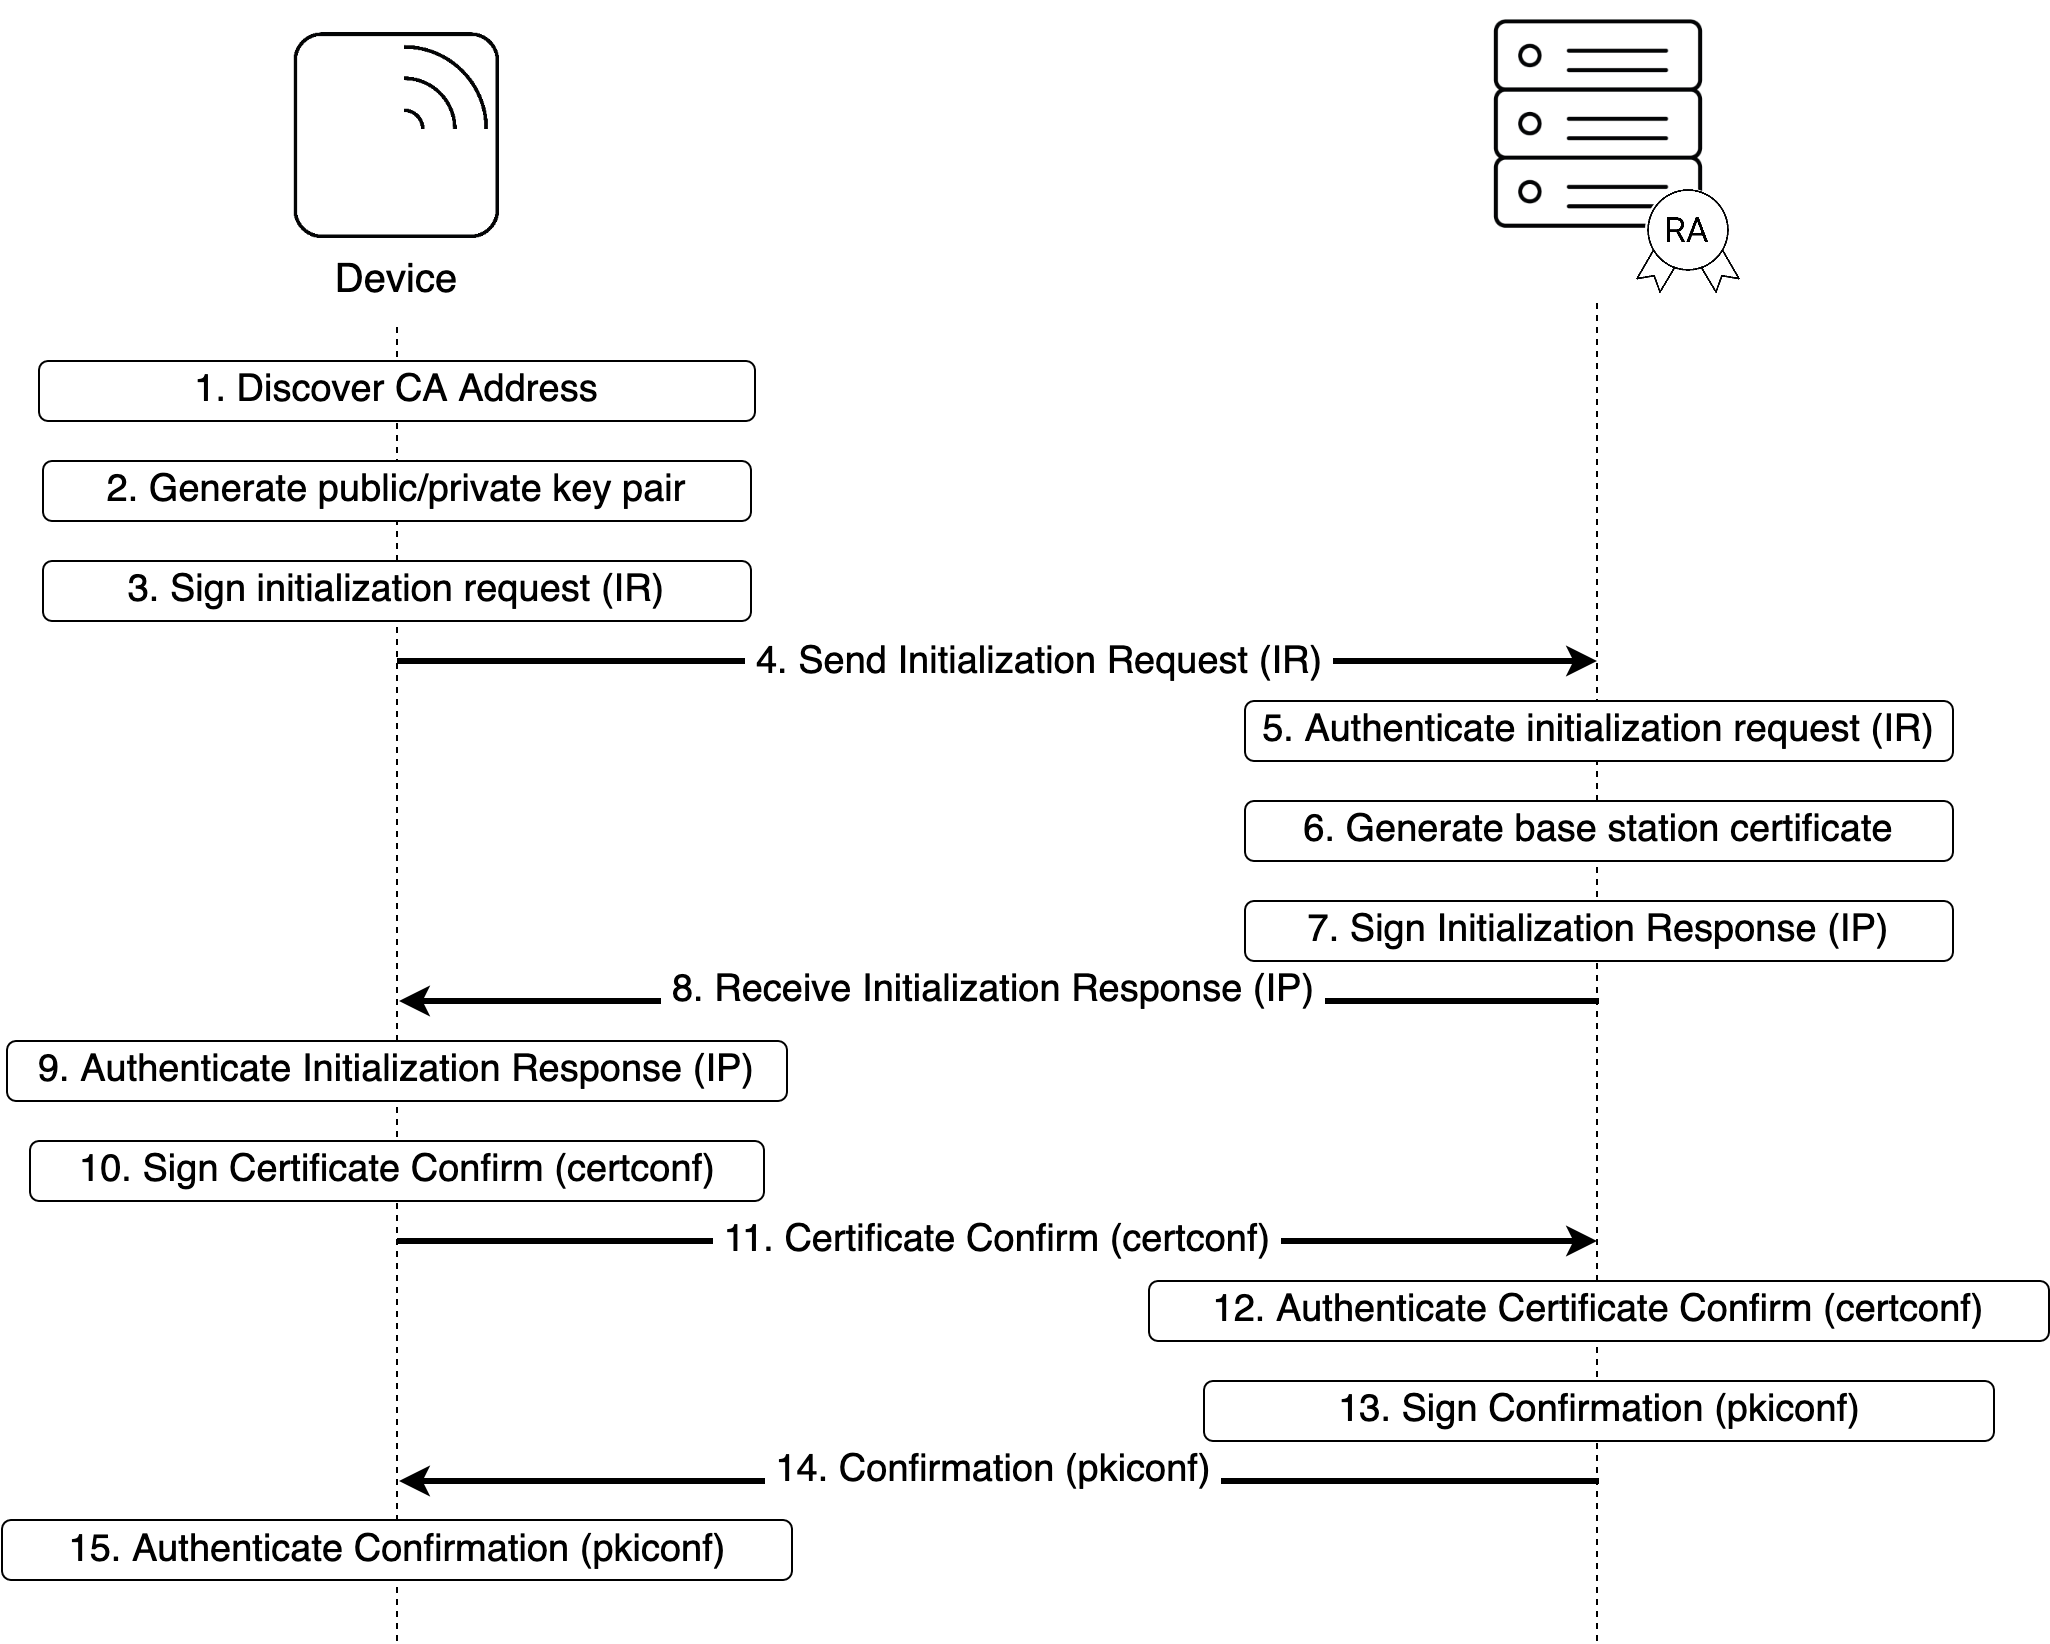 RA
Device
1. Discover CA Address
2. Generate public/private key pair
3. Sign initialization request (IR)
4. Send Initialization Request (IR)
5. Authenticate initialization request (IR)
6. Generate base station certificate
7. Sign Initialization Response (IP)
8. Receive Initialization Response (IP)
9. Authenticate Initialization Response (IP)
10. Sign Certificate Confirm (certconf)
11. Certificate Confirm (certconf)
12. Authenticate Certificate Confirm (certconf)
13. Sign Confirmation (pkiconf)
14. Confirmation (pkiconf)
15. Authenticate Confirmation (pkiconf)